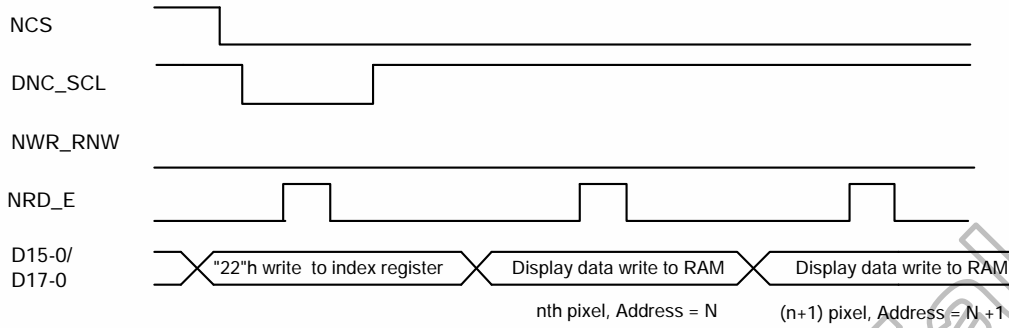 NCS
DNC_SCL
NWR_RNW
NRD_E
D15-0/
D17-0
"22"h write to index register
Display data write to RAM
Display data write to RAM
nth pixel, Address = N
(n+1) pixel, Address = N +1